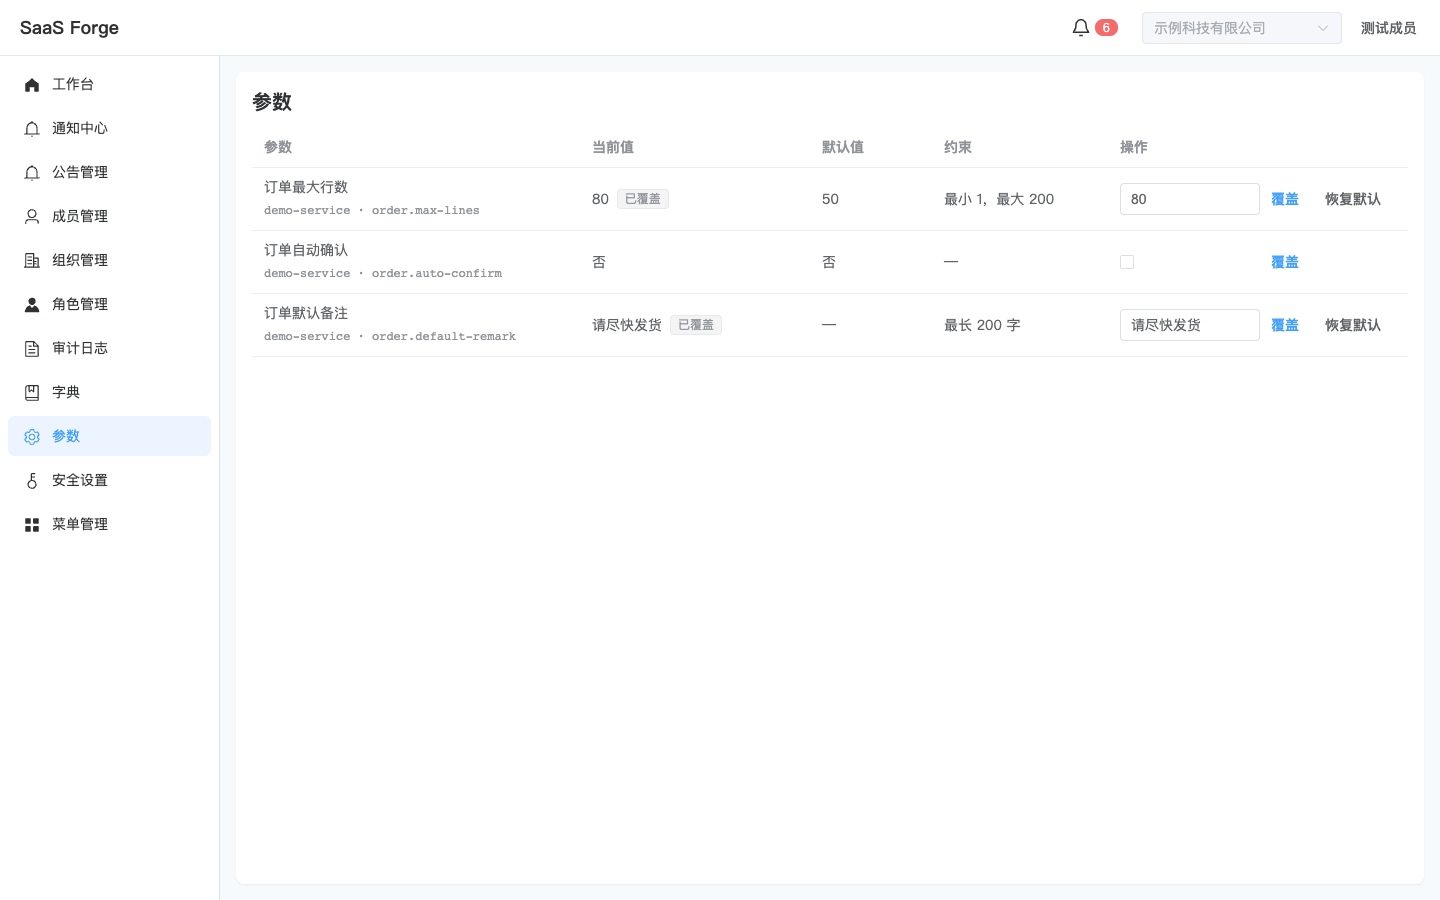 SaaS Forge
6
示例科技有限公司
测试成员
工作台
通知中心
公告管理
成员管理
组织管理
角色管理
审计日志
字典
参数
安全设置
菜单管理
参数
参数 当前值 默认值 约束 操作
订单最大行数
demo-service · order.max-lines
80 已覆盖 50 最小 1，最大 200 80 覆盖 恢复默认
订单自动确认
demo-service · order.auto-confirm
否 否 — 覆盖
订单默认备注
demo-service · order.default-remark
请尽快发货 已覆盖 — 最长 200 字 请尽快发货 覆盖 恢复默认